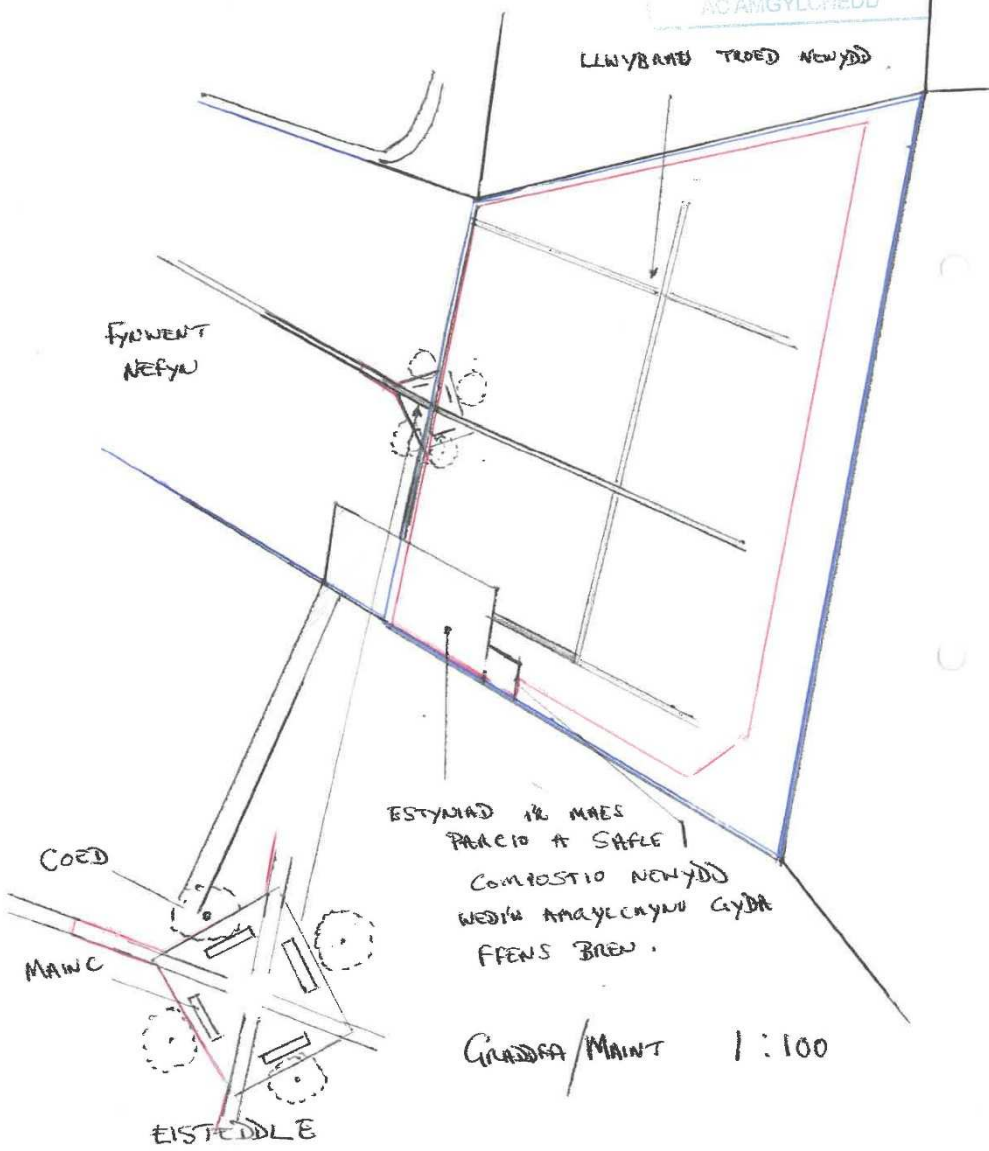 AC AMGYLCHEDD
LLWYBRAU TROED NEWYDD
FYNWENT
NEFYN
ESTYNIAD I'R MAES
PARCIO A SAFLE
COMPOSTIO NEWYDD
WEDI'U AMGYLCHYNU GYDA
FFENS BREN.
COED
MAINC
GRADDFA/MAINT 1:100
EISTEDDLE